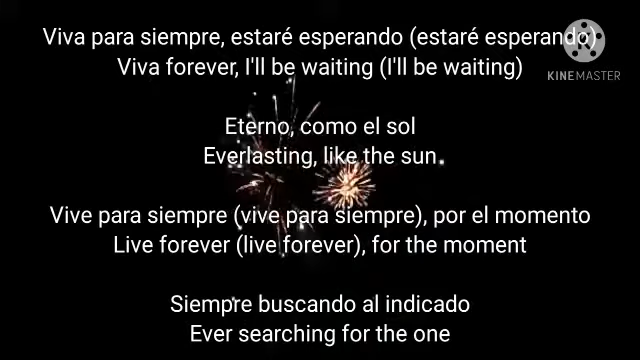 Viva para siempre, estaré esperando (estaré esperando)
Viva forever, I'll be waiting (I'll be waiting)
KINEMASTER
Eterno, como el sol
Everlasting, like the sun
Vive para siempre (vive para siempre), por el momento
Live forever (live forever), for the moment
Siempre buscando al indicado
Ever searching for the one